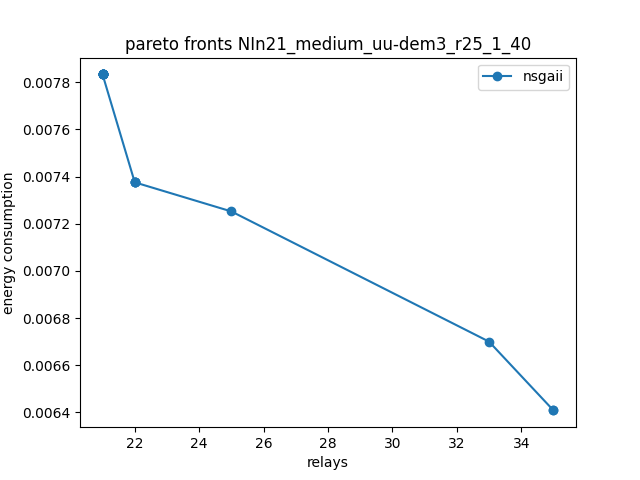 pareto fronts NIn21_medium_uu-dem3_r25_1_40
nsgaii
energy consumption
0.0078
0.0076
0.0074
0.0072
0.0070
0.0068
0.0066
0.0064
22 24 26 28 30 32 34
relays